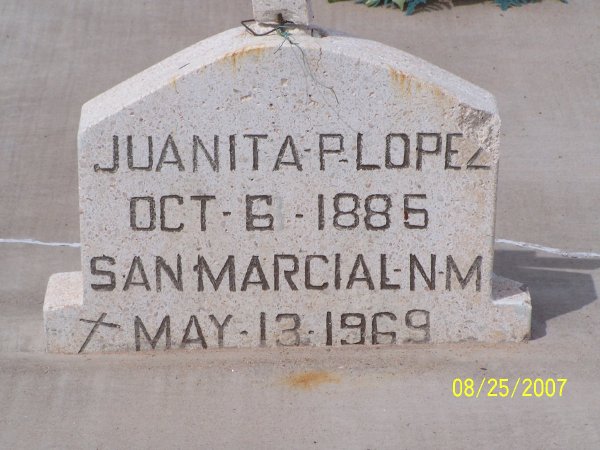 JUANITA-P-LOPEZ
OCT-6-1885
SAN-MARCIAL-N-M
MAY-13-1969
08/25/2007